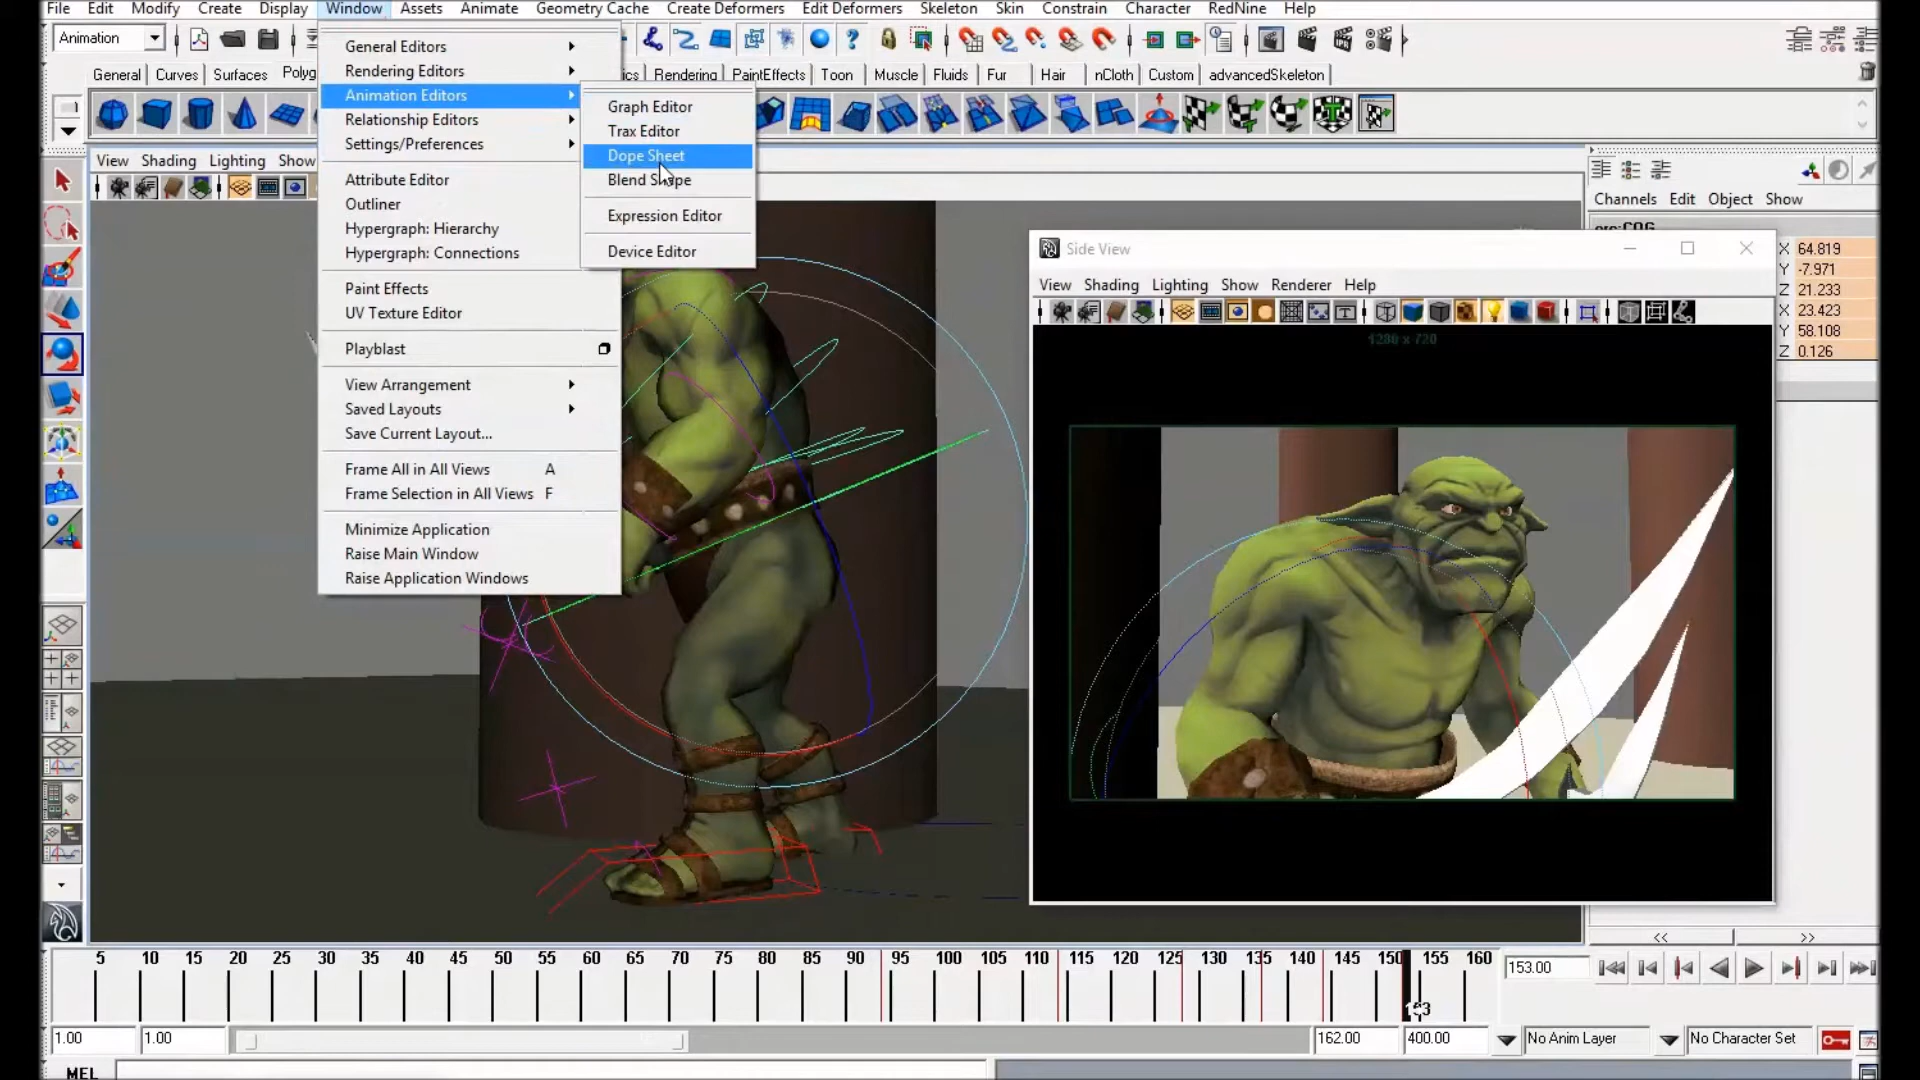 File Edit Modify Create Display Window Assets Animate Geometry Cache Create Deformers Edit Deformers Skeleton Skin Constrain Character RedNine Help
Animation
General Curves Surfaces Rendering PaintEffects Toon Muscle Fluids Fur Hair nCloth Custom advancedSkeleton
General Editors
Rendering Editors
Animation Editors
Relationship Editors
Settings/Preferences
Attribute Editor
Outliner
Hypergraph: Hierarchy
Hypergraph: Connections
Paint Effects
UV Texture Editor
Playblast
View Arrangement
Saved Layouts
Save Current Layout...
Frame All in All Views A
Frame Selection in All Views F
Minimize Application
Raise Main Window
Raise Application Windows
Graph Editor
Trax Editor
Dope Sheet
Blend Shape
Expression Editor
Device Editor
View Shading Lighting Show
Channels Edit Object Show
orc:COG
X 64.819
Y -7.971
Z 21.233
X 23.423
Y 58.108
Z 0.126
Side View
View Shading Lighting Show Renderer Help
1280 x 720
<< >>
5 10 15 20 25 30 35 40 45 50 55 60 65 70 75 80 85 90 95 100 105 110 115 120 125 130 135 140 145 150 155 160
153
153.00
1.00 1.00 162.00 400.00 No Anim Layer No Character Set
MEL